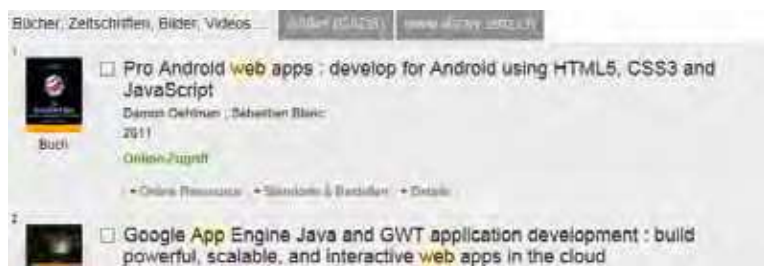 Bücher, Zeitschriften, Bilder, Videos ...
1
Pro Android web apps : develop for Android using HTML5, CSS3 and
JavaScript
Damon Oehlman ; Sébastien Blanc
2011
Buch
Online-Zugriff
Online Ressource Standorte & Bestellen Details
2
Google App Engine Java and GWT application development : build
powerful, scalable, and interactive web apps in the cloud